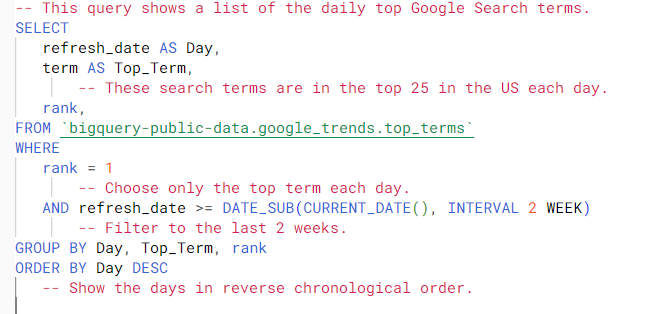 -- This query shows a list of the daily top Google Search terms.
SELECT
refresh_date AS Day,
term AS Top_Term,
-- These search terms are in the top 25 in the US each day.
rank,
FROM `bigquery-public-data.google_trends.top_terms`
WHERE
rank = 1
-- Choose only the top term each day.
AND refresh_date >= DATE_SUB(CURRENT_DATE(), INTERVAL 2 WEEK)
-- Filter to the last 2 weeks.
GROUP BY Day, Top_Term, rank
ORDER BY Day DESC
-- Show the days in reverse chronological order.